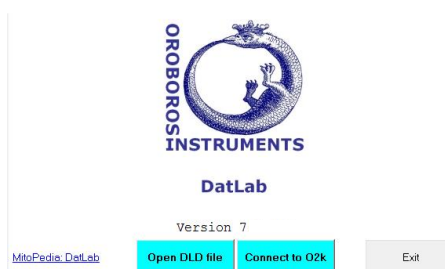 OROBOROS
INSTRUMENTS
DatLab
Version 7
MitoPedia: DatLab
Open DLD file
Connect to O2k
Exit